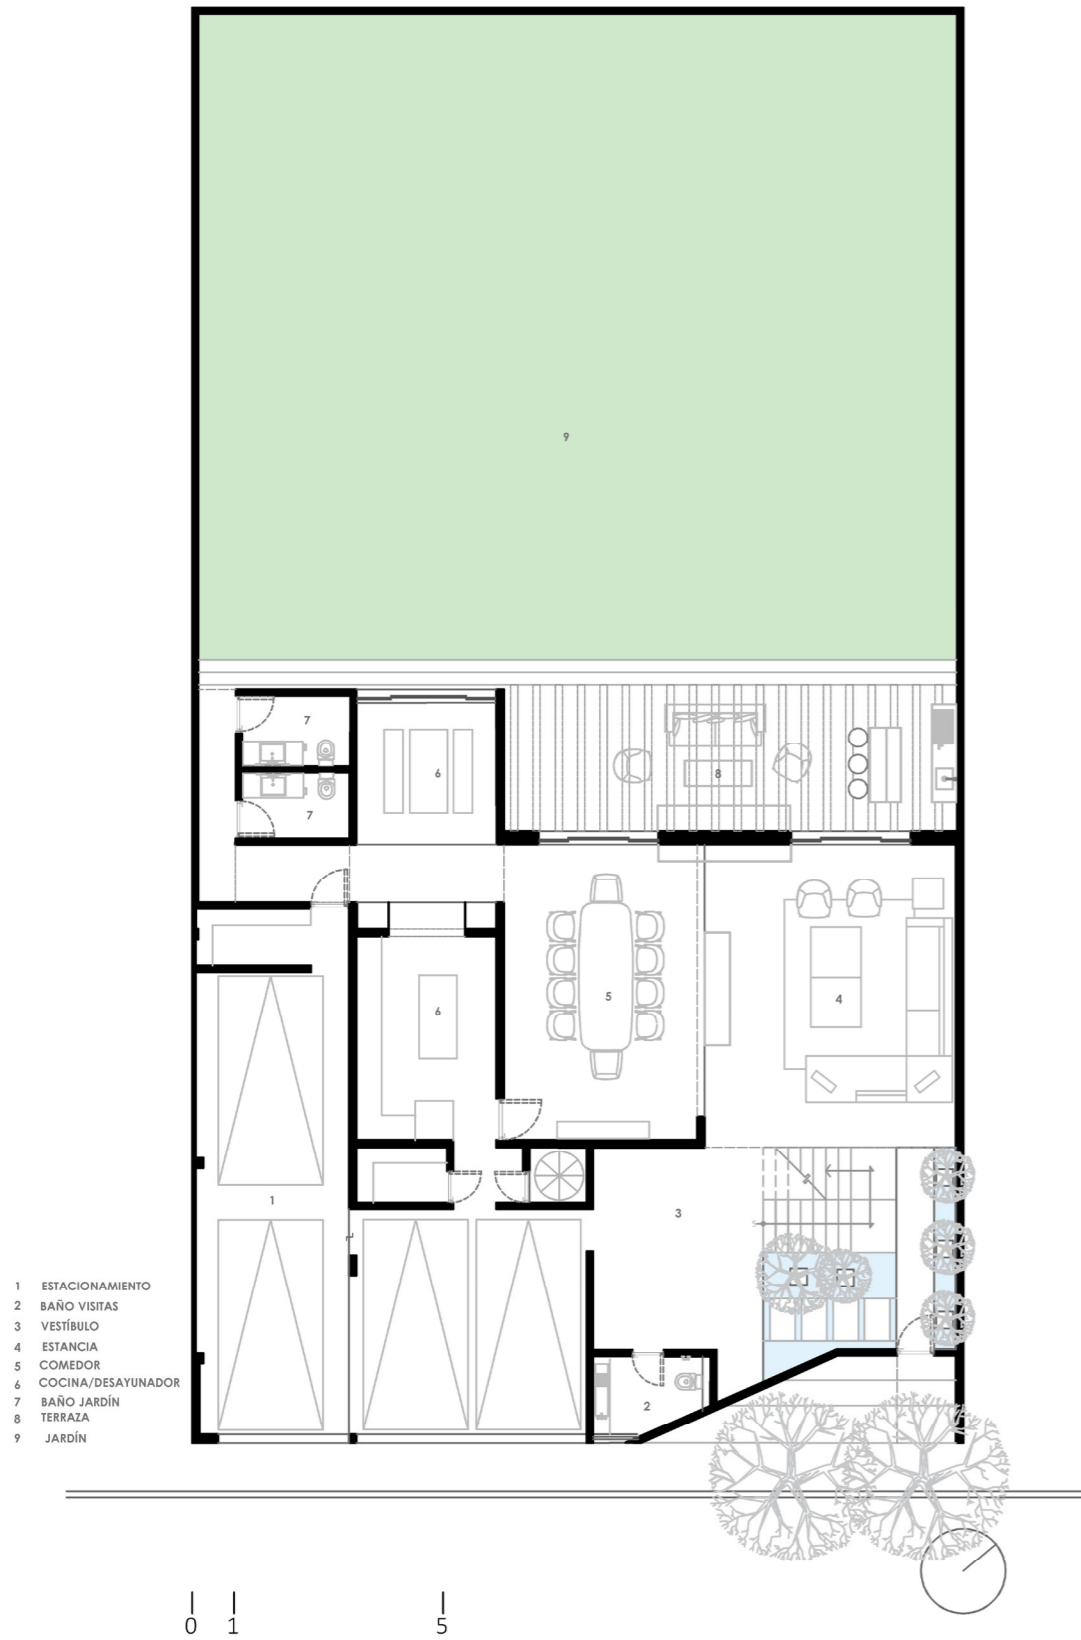 9
7
6
8
7
5
4
6
1
3
S
2
1 ESTACIONAMIENTO
2 BAÑO VISITAS
3 VESTÍBULO
4 ESTANCIA
5 COMEDOR
6 COCINA/DESAYUNADOR
7 BAÑO JARDÍN
8 TERRAZA
9 JARDÍN
0 1 5